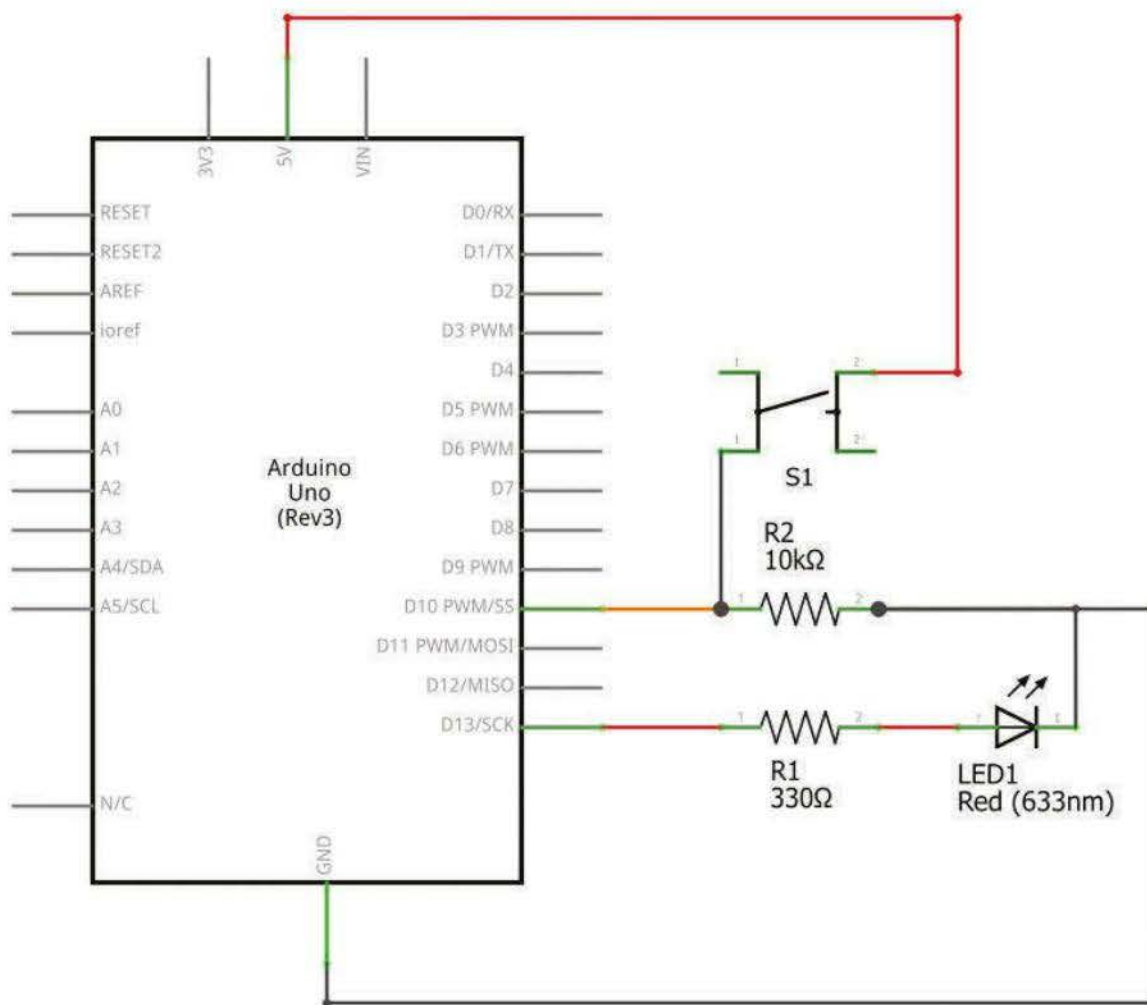 3V3
5V
VIN
RESET
RESET2
AREF
ioref
A0
A1
A2
A3
A4/SDA
A5/SCL
N/C
Arduino
Uno
(Rev3)
D0/RX
D1/TX
D2
D3 PWM
D4
D5 PWM
D6 PWM
D7
D8
D9 PWM
D10 PWM/SS
D11 PWM/MOSI
D12/MISO
D13/SCK
GND
1
2
1
2
S1
R2
10kΩ
1
2
1
2
R1
330Ω
LED1
Red (633nm)